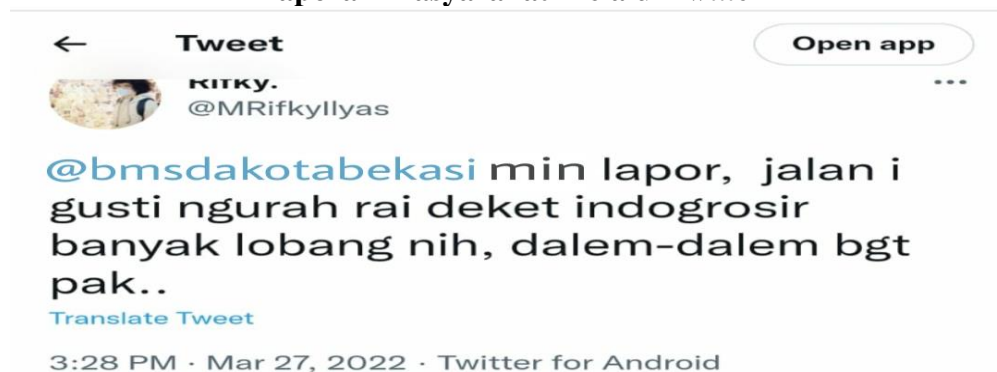 Tweet
Open app
Rifky.
@MRifkyIlyas
@bmsdakotabekasi min lapor, jalan i
gusti ngurah rai deket indogrosir
banyak lobang nih, dalem-dalem bgt
pak..
Translate Tweet
3:28 PM · Mar 27, 2022 · Twitter for Android